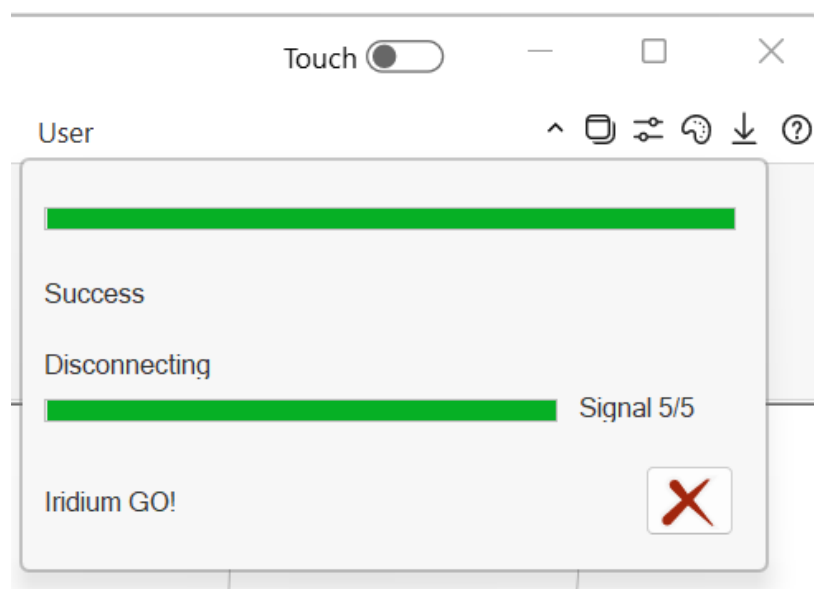 Touch
User
Success
Disconnecting
Signal 5/5
Iridium GO!